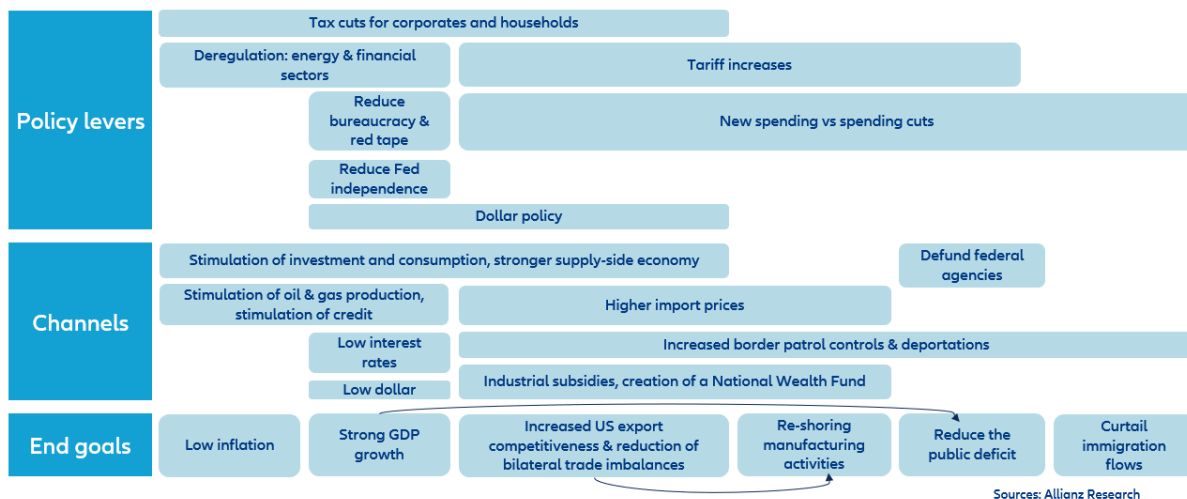 Policy levers
Tax cuts for corporates and households
Deregulation: energy & financial
sectors
Tariff increases
Reduce
bureaucracy &
red tape
New spending vs spending cuts
Reduce Fed
independence
Dollar policy
Channels
Stimulation of investment and consumption, stronger supply-side economy
Defund federal
agencies
Stimulation of oil & gas production,
stimulation of credit
Higher import prices
Low interest
rates
Increased border patrol controls & deportations
Low dollar
Industrial subsidies, creation of a National Wealth Fund
End goals
Low inflation
Strong GDP
growth
Increased US export
competitiveness & reduction of
bilateral trade imbalances
Re-shoring
manufacturing
activities
Reduce the
public deficit
Curtail
immigration
flows
Sources: Allianz Research